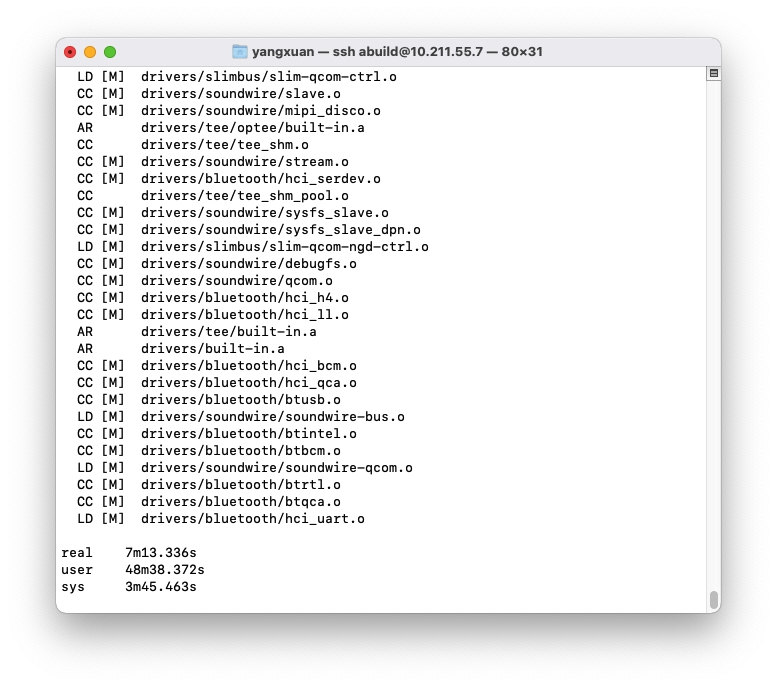 yangxuan — ssh abuild@10.211.55.7 — 80×31
LD [M]  drivers/slimbus/slim-qcom-ctrl.o
CC [M]  drivers/soundwire/slave.o
CC [M]  drivers/soundwire/mipi_disco.o
AR      drivers/tee/optee/built-in.a
CC      drivers/tee/tee_shm.o
CC [M]  drivers/soundwire/stream.o
CC [M]  drivers/bluetooth/hci_serdev.o
CC      drivers/tee/tee_shm_pool.o
CC [M]  drivers/soundwire/sysfs_slave.o
CC [M]  drivers/soundwire/sysfs_slave_dpn.o
LD [M]  drivers/slimbus/slim-qcom-ngd-ctrl.o
CC [M]  drivers/soundwire/debugfs.o
CC [M]  drivers/soundwire/qcom.o
CC [M]  drivers/bluetooth/hci_h4.o
CC [M]  drivers/bluetooth/hci_ll.o
AR      drivers/tee/built-in.a
AR      drivers/built-in.a
CC [M]  drivers/bluetooth/hci_bcm.o
CC [M]  drivers/bluetooth/hci_qca.o
CC [M]  drivers/bluetooth/btusb.o
LD [M]  drivers/soundwire/soundwire-bus.o
CC [M]  drivers/bluetooth/btintel.o
CC [M]  drivers/bluetooth/btbcm.o
LD [M]  drivers/soundwire/soundwire-qcom.o
CC [M]  drivers/bluetooth/btrtl.o
CC [M]  drivers/bluetooth/btqca.o
LD [M]  drivers/bluetooth/hci_uart.o
real    7m13.336s
user    48m38.372s
sys     3m45.463s